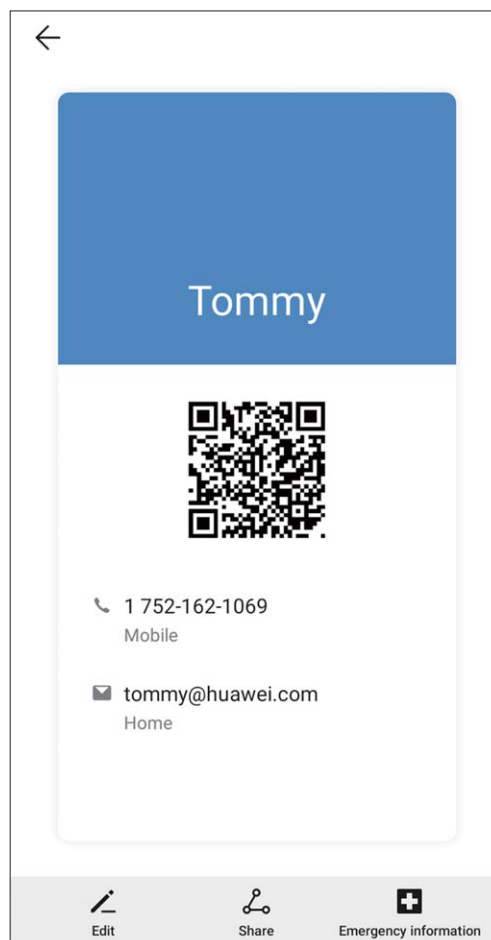 Tommy
1 752-162-1069
Mobile
tommy@huawei.com
Home
Edit
Share
Emergency information